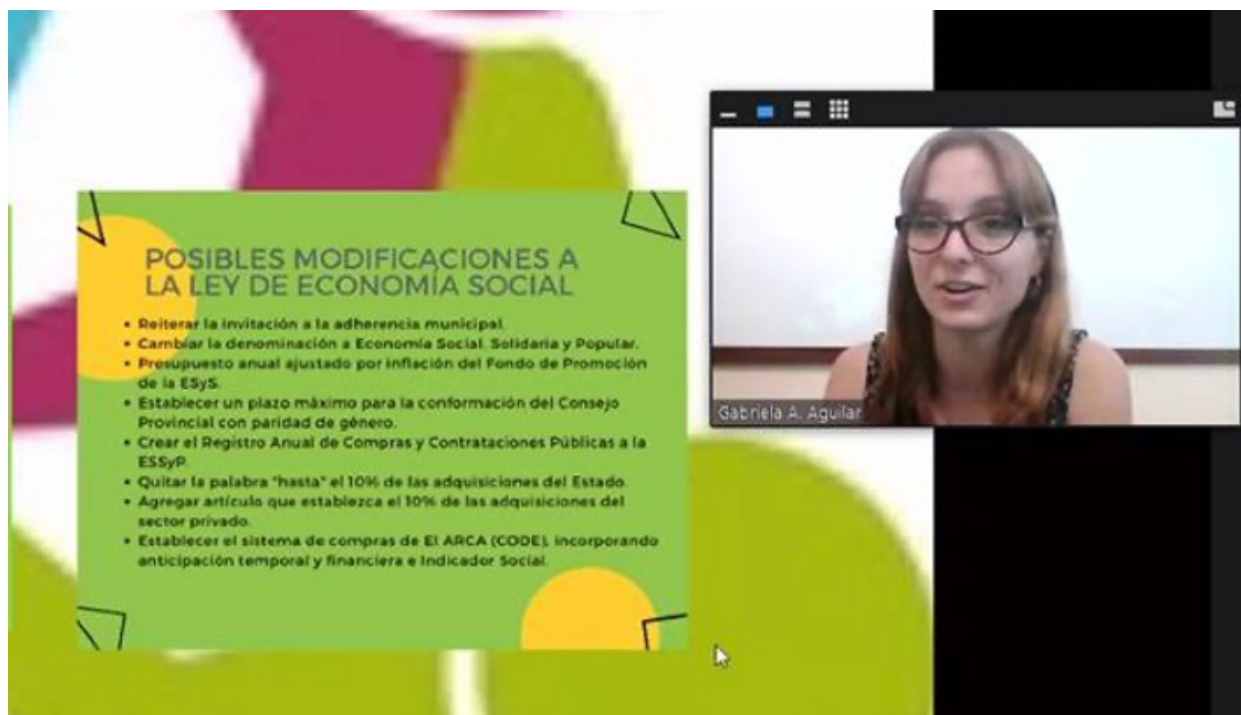 POSIBLES MODIFICACIONES A
LA LEY DE ECONOMÍA SOCIAL
• Reiterar la invitación a la adherencia municipal.
• Cambiar la denominación a Economía Social, Solidaria y Popular.
• Presupuesto anual ajustado por inflación del Fondo de Promoción
de la ESyS.
• Establecer un plazo máximo para la conformación del Consejo
Provincial con paridad de género.
• Crear el Registro Anual de Compras y Contrataciones Públicas a la
ESSyP.
• Quitar la palabra "hasta" el 10% de las adquisiciones del Estado.
• Agregar artículo que establezca el 10% de las adquisiciones del
sector privado.
• Establecer el sistema de compras de El ARCA (CODE), incorporando
anticipación temporal y financiera e Indicador Social.
Gabriela A. Aguilar